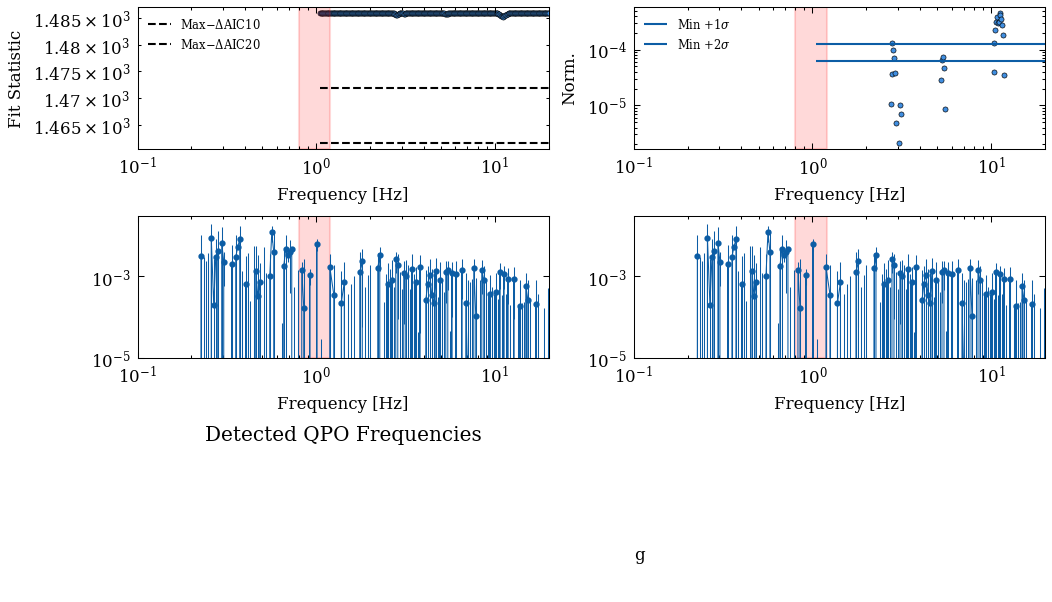 Fit Statistic
1.485 × 10³
1.48 × 10³
1.475 × 10³
1.47 × 10³
1.465 × 10³
Max−ΔAIC10
Max−ΔAIC20
10⁻¹
10⁰
10¹
Frequency [Hz]
Norm.
10⁻⁴
10⁻⁵
Min +1σ
Min +2σ
10⁻¹
10⁰
10¹
Frequency [Hz]
10⁻³
10⁻⁵
10⁻¹
10⁰
10¹
Frequency [Hz]
10⁻³
10⁻⁵
10⁻¹
10⁰
10¹
Frequency [Hz]
Detected QPO Frequencies
g